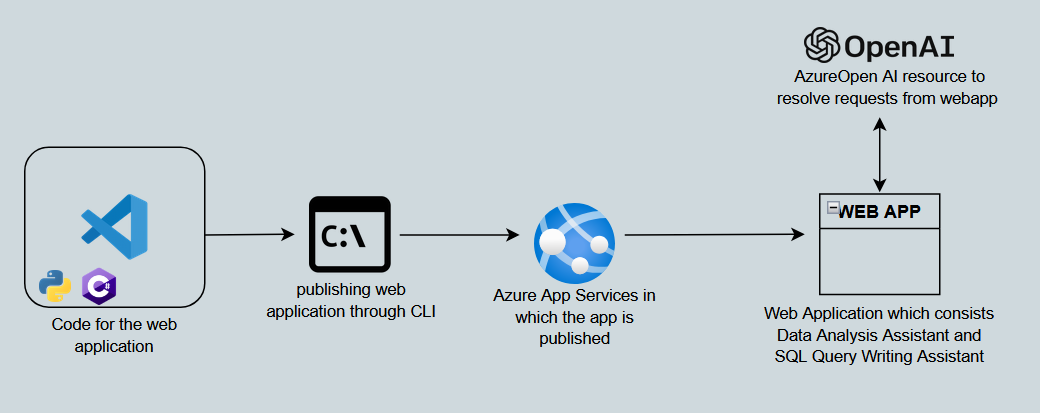 OpenAI
AzureOpen AI resource to
resolve requests from webapp
WEB APP
C:\
C#
Code for the web
application
publishing web
application through CLI
Azure App Services in
which the app is
published
Web Application which consists
Data Analysis Assistant and
SQL Query Writing Assistant